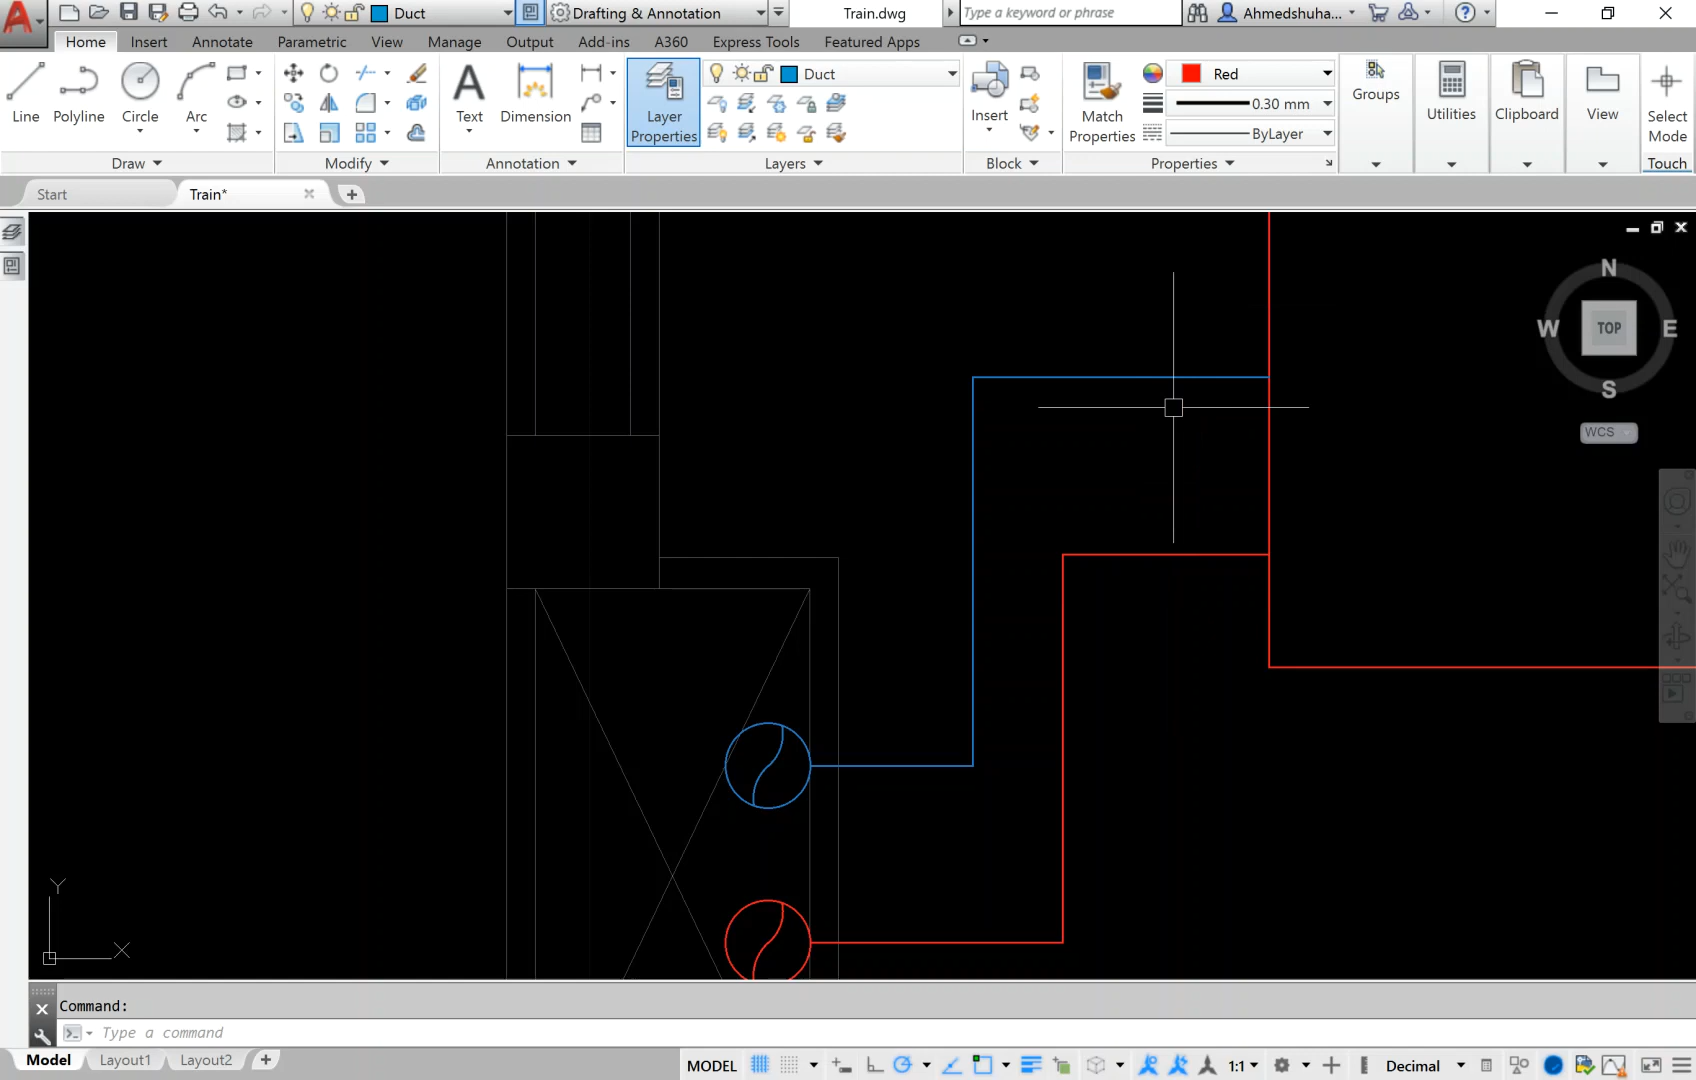 A Duct Drafting & Annotation Train.dwg Type a keyword or phrase Ahmedshuha...
Home Insert Annotate Parametric View Manage Output Add-ins A360 Express Tools Featured Apps
Line Polyline Circle Arc
Text Dimension
Layer Properties
Duct
Insert
Match Properties
Red
0.30 mm
ByLayer
Groups Utilities Clipboard View
Select Mode
Draw Modify Annotation Layers Block Properties Touch
Start Train*
N
W TOP E
S
WCS
Y
X
Command:
Type a command
Model Layout1 Layout2
MODEL 1:1 Decimal